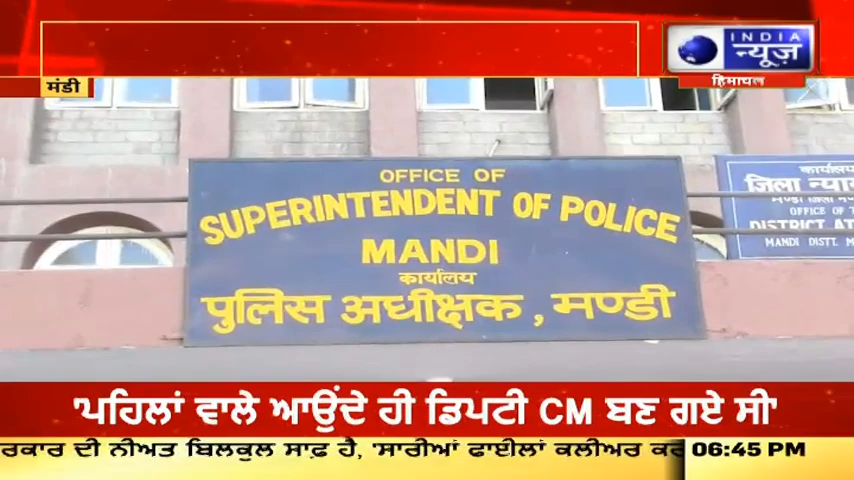 INDIA
न्यूज़
हिमाचल
मंडी
OFFICE OF
SUPERINTENDENT OF POLICE
MANDI
कार्यालय
पुलिस अधीक्षक, मण्डी
कार्यालय
जिला न्याय
OFFICE OF
DISTRICT AT
MANDI DISTT.
'ਪਹਿਲਾਂ ਵਾਲੇ ਆਉਂਦੇ ਹੀ ਡਿਪਟੀ CM ਬਣ ਗਏ ਸੀ'
ਰਕਾਰ ਦੀ ਨੀਅਤ ਬਿਲਕੁਲ ਸਾਫ਼ ਹੈ, 'ਸਾਰੀਆਂ ਫਾਈਲਾਂ ਕਲੀਅਰ ਕਰ
06:45 PM